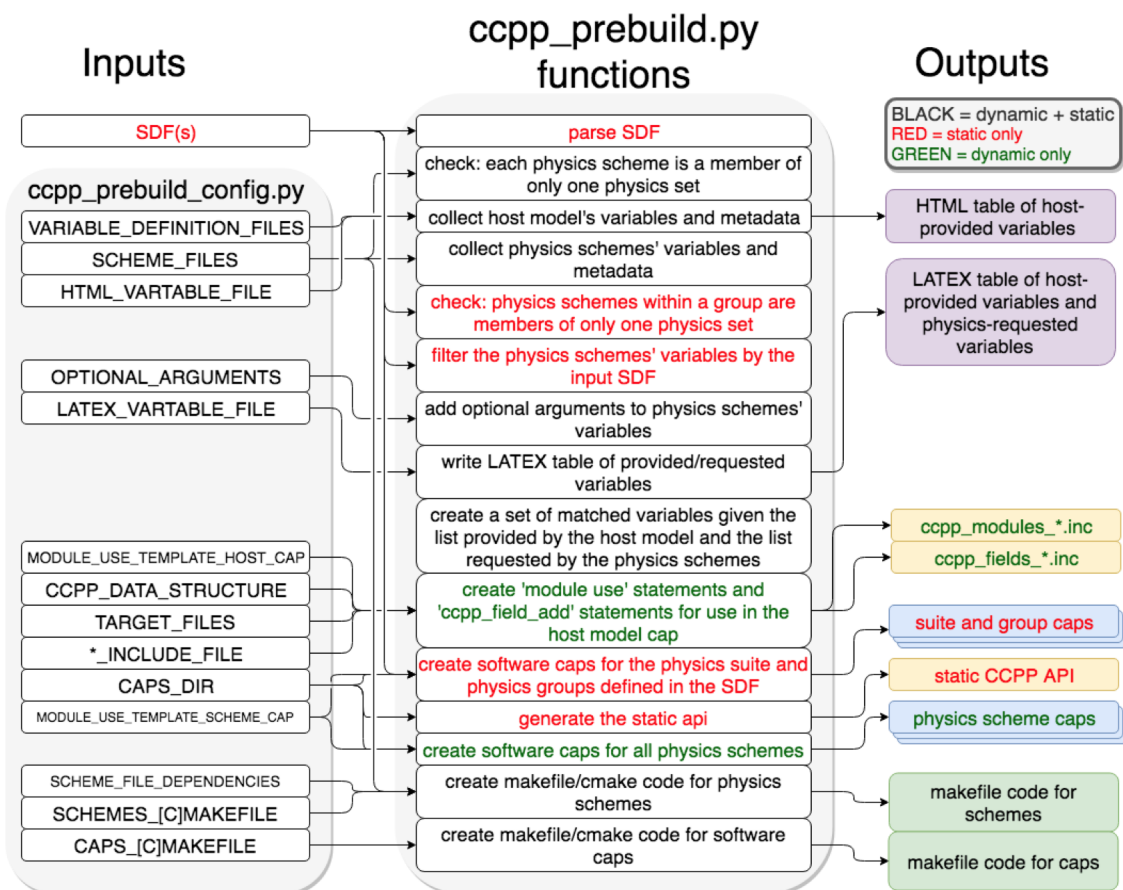 Inputs
ccpp_prebuild.py
functions
Outputs
SDF(s)
ccpp_prebuild_config.py
VARIABLE_DEFINITION_FILES
SCHEME_FILES
HTML_VARTABLE_FILE
OPTIONAL_ARGUMENTS
LATEX_VARTABLE_FILE
MODULE_USE_TEMPLATE_HOST_CAP
CCPP_DATA_STRUCTURE
TARGET_FILES
*_INCLUDE_FILE
CAPS_DIR
MODULE_USE_TEMPLATE_SCHEME_CAP
SCHEME_FILE_DEPENDENCIES
SCHEMES_[C]MAKEFILE
CAPS_[C]MAKEFILE
parse SDF
check: each physics scheme is a member of
only one physics set
collect host model's variables and metadata
collect physics schemes' variables and
metadata
check: physics schemes within a group are
members of only one physics set
filter the physics schemes' variables by the
input SDF
add optional arguments to physics schemes'
variables
write LATEX table of provided/requested
variables
create a set of matched variables given the
list provided by the host model and the list
requested by the physics schemes
create 'module use' statements and
'ccpp_field_add' statements for use in the
host model cap
create software caps for the physics suite and
physics groups defined in the SDF
generate the static api
create software caps for all physics schemes
create makefile/cmake code for physics
schemes
create makefile/cmake code for software
caps
BLACK = dynamic + static
RED = static only
GREEN = dynamic only
HTML table of host-
provided variables
LATEX table of host-
provided variables and
physics-requested
variables
ccpp_modules_*.inc
ccpp_fields_*.inc
suite and group caps
static CCPP API
physics scheme caps
makefile code for
schemes
makefile code for caps